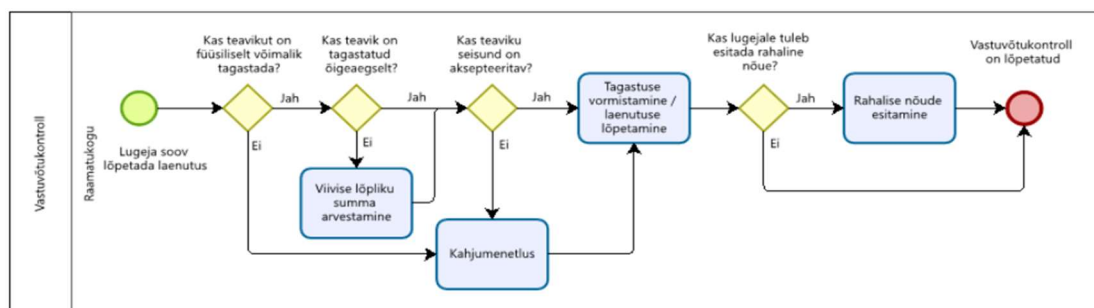 Vastuvõtukontroll
Raamatukogu
Lugeja soov
lõpetada laenutus
Kas teavikut on
füüsiliselt võimalik
tagastada?
Jah
Ei
Kas teavik on
tagastatud
õigeaegselt?
Jah
Ei
Viivise lõpliku
summa
arvestamine
Kas teaviku
seisund on
aksepteeritav?
Jah
Ei
Kahjumenetlus
Tagastuse
vormistamine /
laenutuse
lõpetamine
Kas lugejale tuleb
esitada rahaline
nõue?
Jah
Ei
Rahalise nõude
esitamine
Vastuvõtukontroll
on lõpetatud